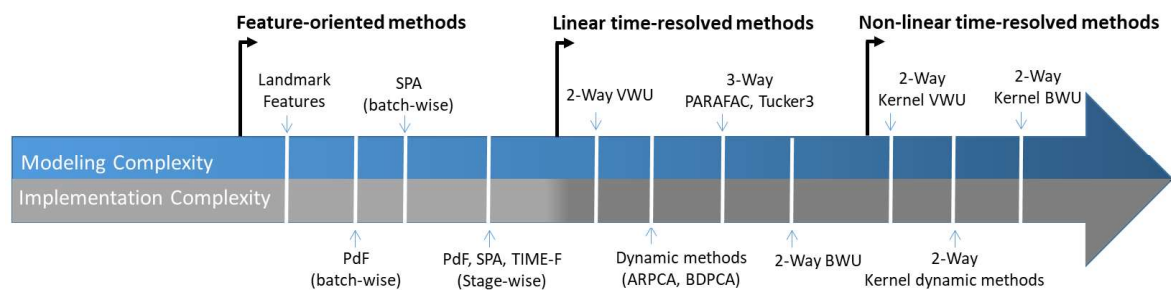 Feature-oriented methods
Linear time-resolved methods
Non-linear time-resolved methods
Landmark
Features
SPA
(batch-wise)
2-Way VWU
3-Way
PARAFAC, Tucker3
2-Way
Kernel VWU
2-Way
Kernel BWU
Modeling Complexity
Implementation Complexity
PdF
(batch-wise)
PdF, SPA, TIME-F
(Stage-wise)
Dynamic methods
(ARPCA, BDPCA)
2-Way BWU
2-Way
Kernel dynamic methods